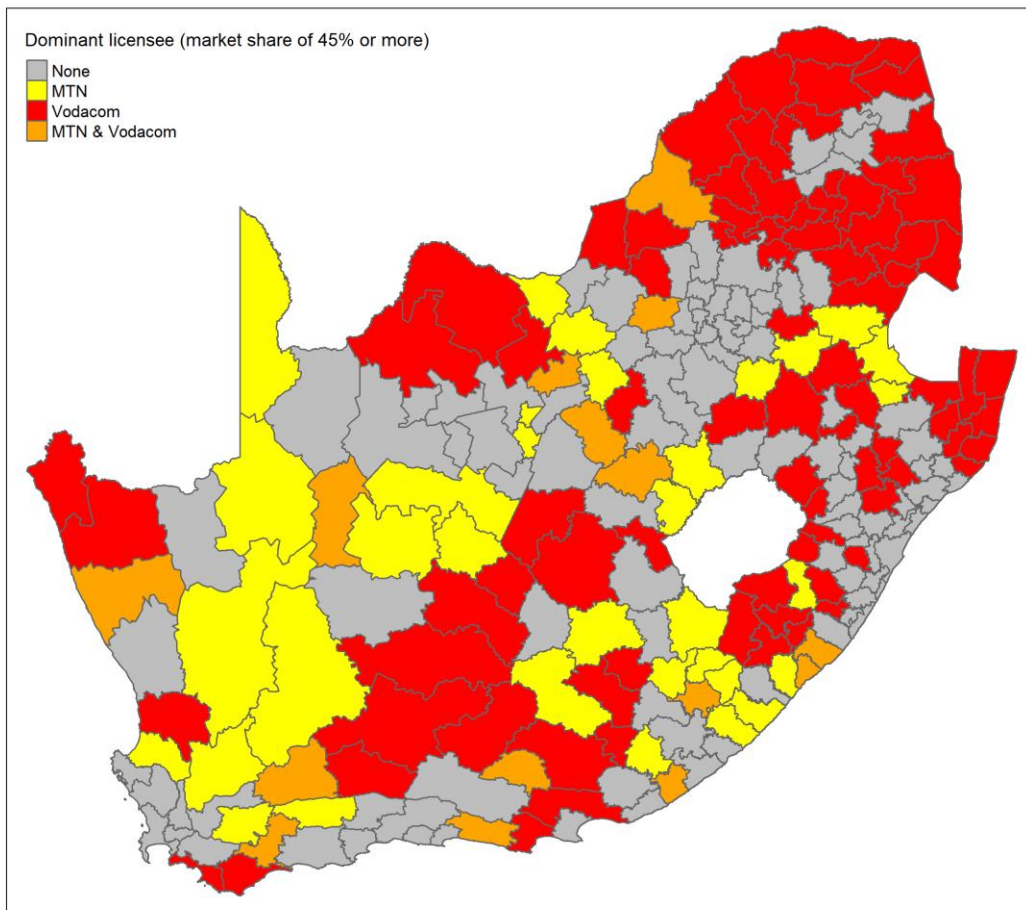 Dominant licensee (market share of 45% or more)
None
MTN
Vodacom
MTN & Vodacom